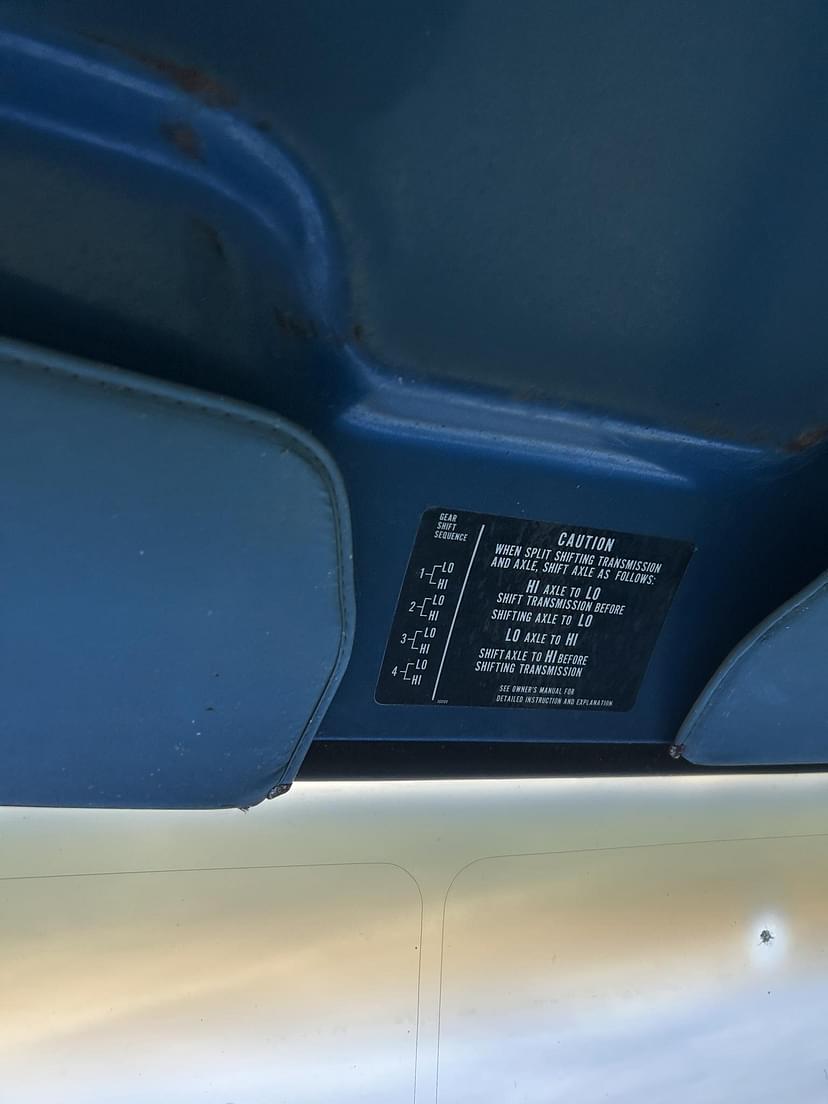 GEAR
SHIFT
SEQUENCE
1 LO
HI
2 LO
HI
3 LO
HI
4 LO
HI
CAUTION
WHEN SPLIT SHIFTING TRANSMISSION
AND AXLE, SHIFT AXLE AS FOLLOWS:
HI AXLE TO LO
SHIFT TRANSMISSION BEFORE
SHIFTING AXLE TO LO
LO AXLE TO HI
SHIFT AXLE TO HI BEFORE
SHIFTING TRANSMISSION
SEE OWNER'S MANUAL FOR
DETAILED INSTRUCTION AND EXPLANATION